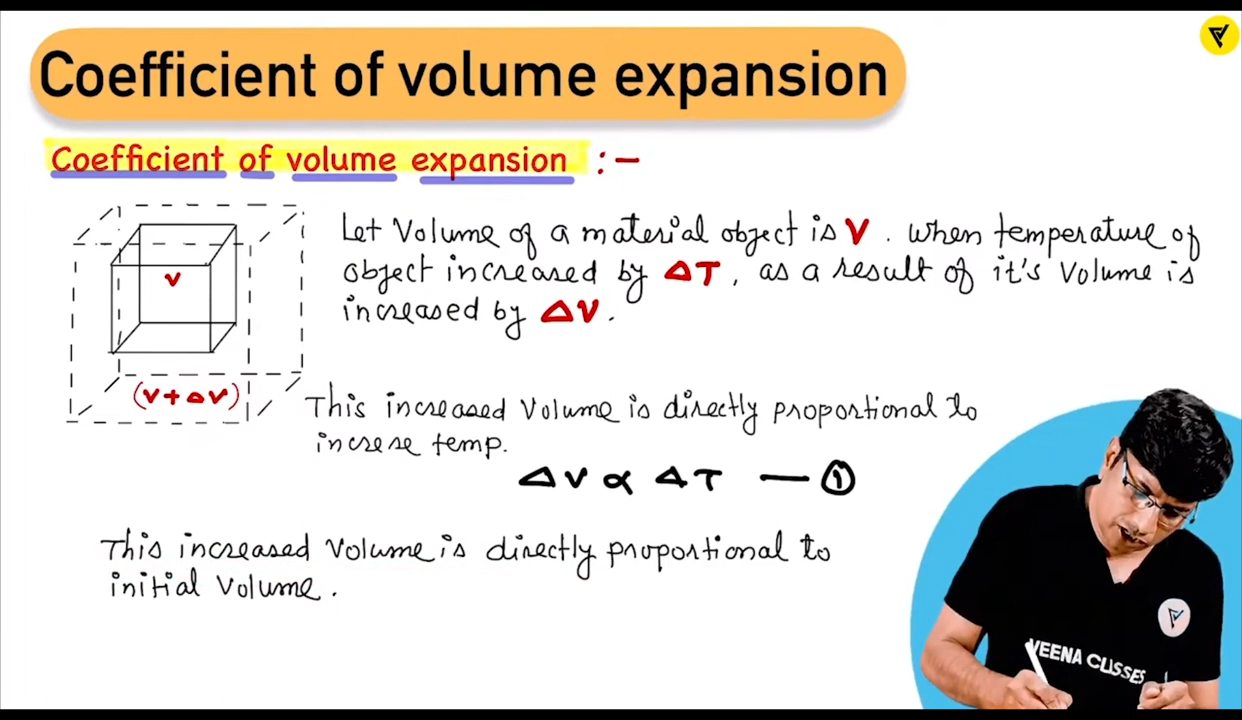 Coefficient of volume expansion
Coefficient of volume expansion :-
Let Volume of a material object is V. when temperature of
object increased by ΔT, as a result of it's Volume is
increased by ΔV.
V
(V + ΔV)
This increased Volume is directly proportional to
increse temp.
ΔV ∝ ΔT — ①
This increased Volume is directly proportional to
initial Volume.
VEENA CLASSES